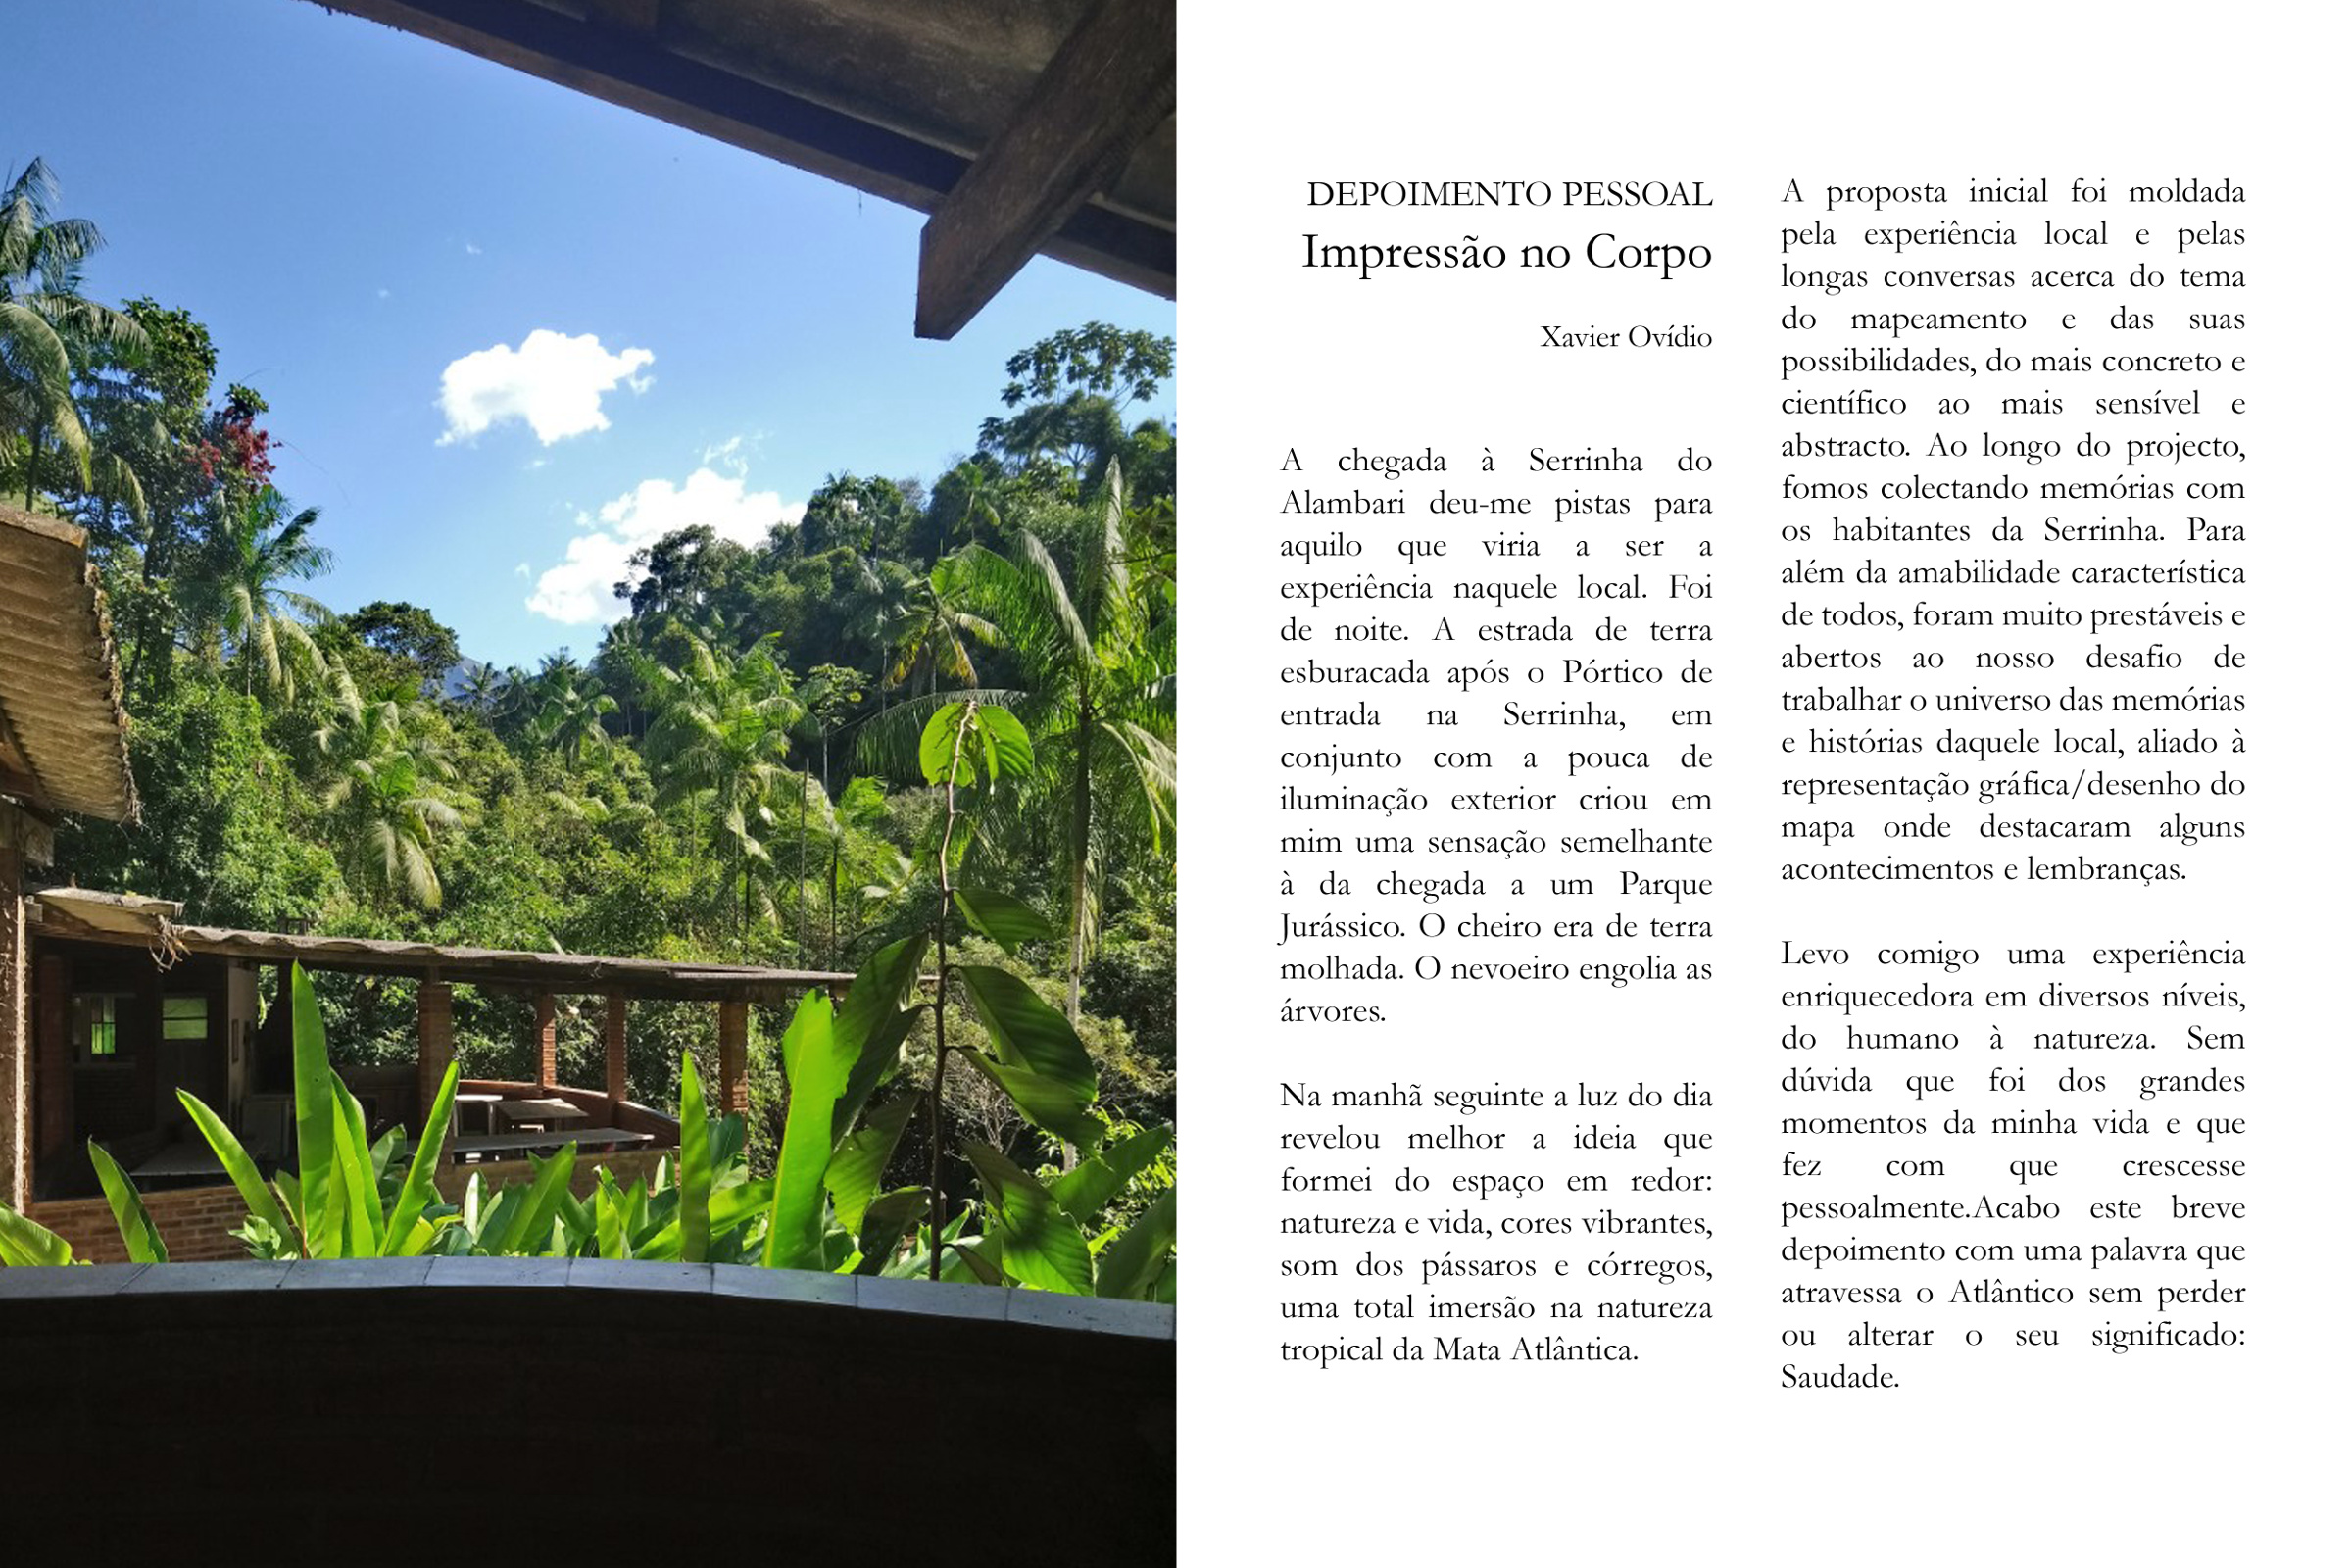 DEPOIMENTO PESSOAL
Impressão no Corpo
Xavier Ovídio
A chegada à Serrinha do
Alambari deu-me pistas para
aquilo que viria a ser a
experiência naquele local. Foi
de noite. A estrada de terra
esburacada após o Pórtico de
entrada na Serrinha, em
conjunto com a pouca de
iluminação exterior criou em
mim uma sensação semelhante
à da chegada a um Parque
Jurássico. O cheiro era de terra
molhada. O nevoeiro engolia as
árvores.
Na manhã seguinte a luz do dia
revelou melhor a ideia que
formei do espaço em redor:
natureza e vida, cores vibrantes,
som dos pássaros e córregos,
uma total imersão na natureza
tropical da Mata Atlântica.
A proposta inicial foi moldada
pela experiência local e pelas
longas conversas acerca do tema
do mapeamento e das suas
possibilidades, do mais concreto e
científico ao mais sensível e
abstracto. Ao longo do projecto,
fomos colectando memórias com
os habitantes da Serrinha. Para
além da amabilidade característica
de todos, foram muito prestáveis e
abertos ao nosso desafio de
trabalhar o universo das memórias
e histórias daquele local, aliado à
representação gráfica/desenho do
mapa onde destacaram alguns
acontecimentos e lembranças.
Levo comigo uma experiência
enriquecedora em diversos níveis,
do humano à natureza. Sem
dúvida que foi dos grandes
momentos da minha vida e que
fez com que crescesse
pessoalmente.Acabo este breve
depoimento com uma palavra que
atravessa o Atlântico sem perder
ou alterar o seu significado:
Saudade.